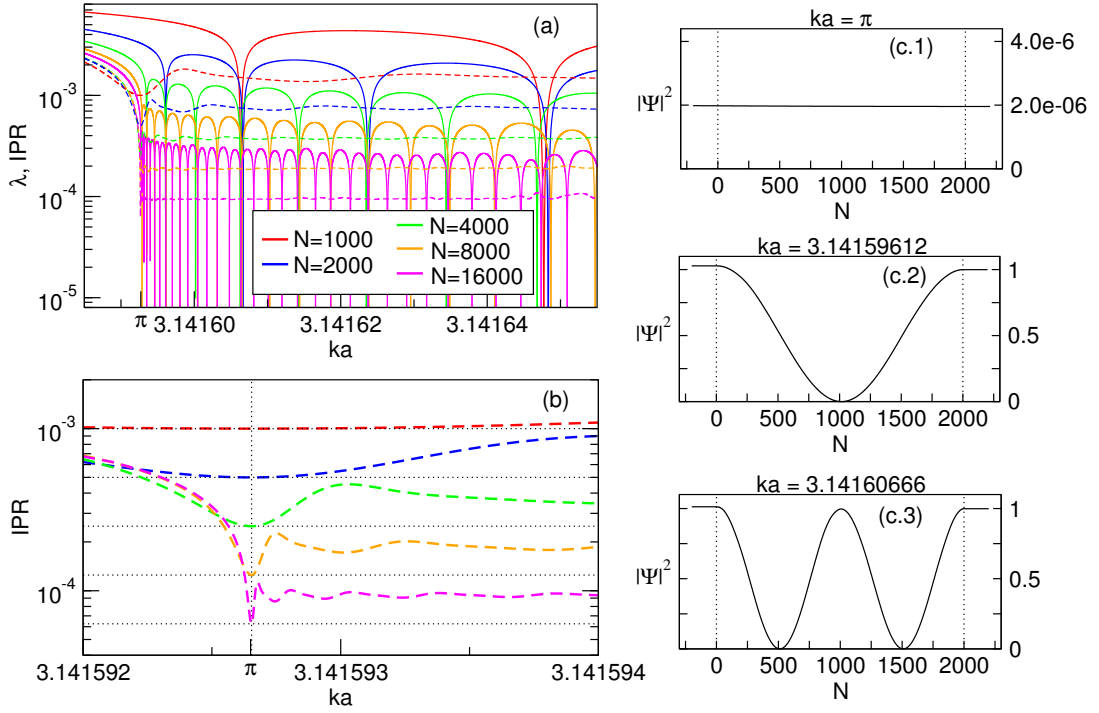 (a)
λ, IPR
10⁻³
10⁻⁴
10⁻⁵
N=1000
N=2000
N=4000
N=8000
N=16000
π
3.14160
3.14162
3.14164
ka
(b)
IPR
10⁻³
10⁻⁴
3.141592
π
3.141593
3.141594
ka
ka = π
(c.1)
|Ψ|²
4.0e-6
2.0e-06
0
0 500 1000 1500 2000
N
ka = 3.14159612
(c.2)
|Ψ|²
1
0.5
0
0 500 1000 1500 2000
N
ka = 3.14160666
(c.3)
|Ψ|²
1
0.5
0
0 500 1000 1500 2000
N